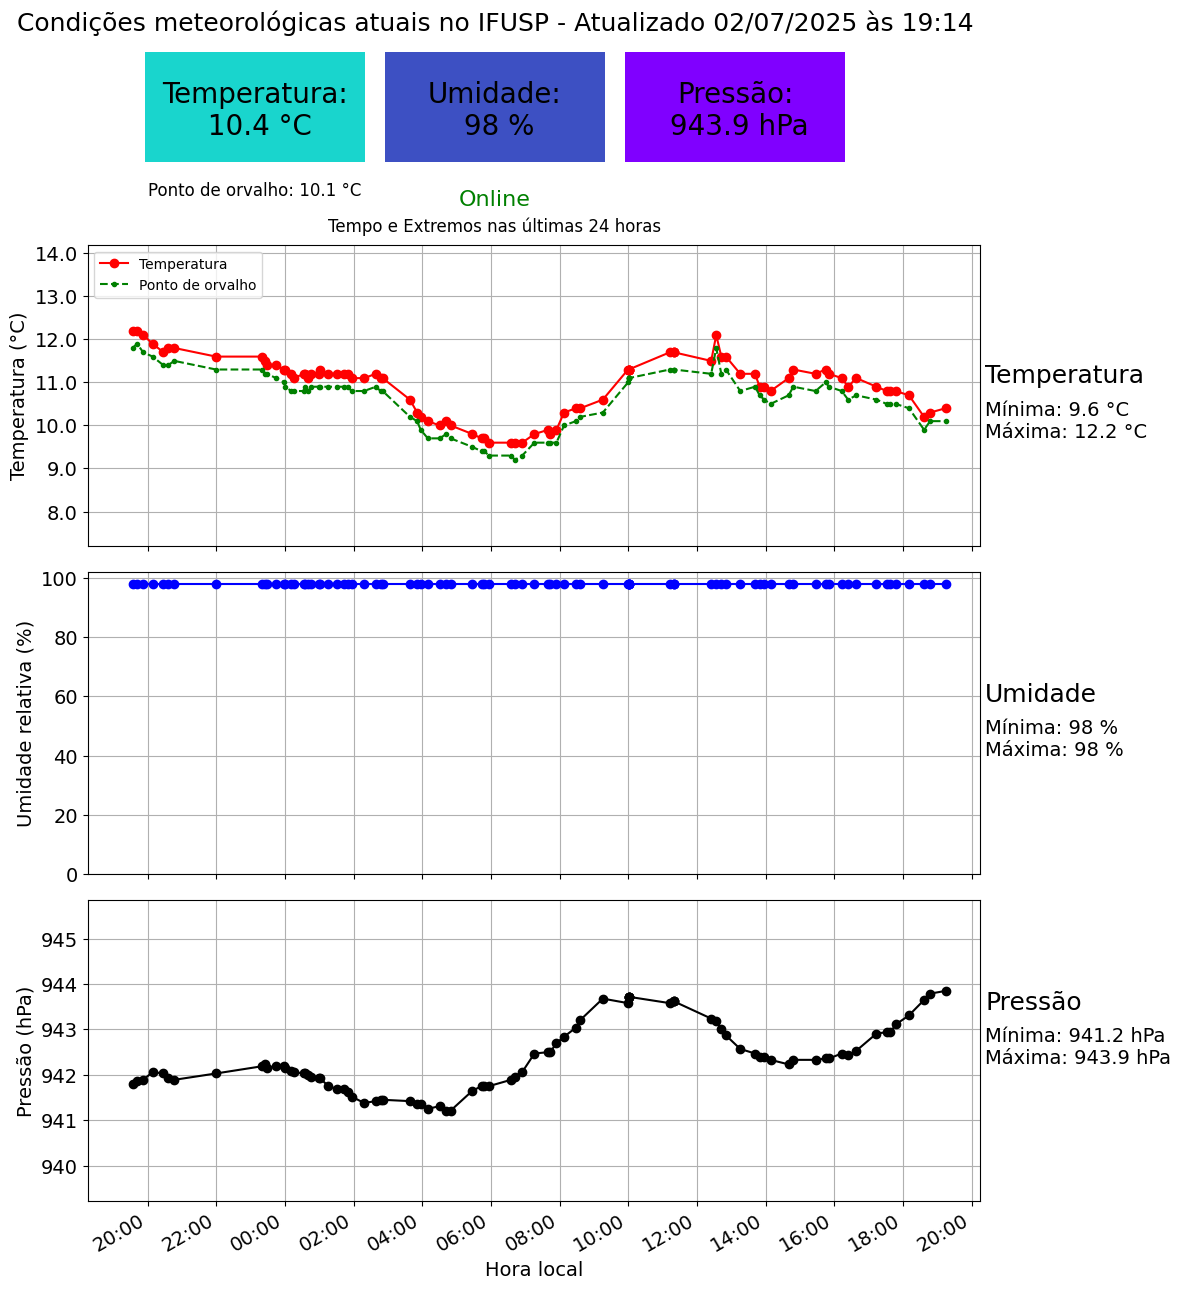 Condições meteorológicas atuais no IFUSP - Atualizado 02/07/2025 às 19:14
Temperatura:
10.4 °C
Umidade:
98 %
Pressão:
943.9 hPa
Ponto de orvalho: 10.1 °C
Online
Tempo e Extremos nas últimas 24 horas
Temperatura (°C)
14.0
13.0
12.0
11.0
10.0
9.0
8.0
Temperatura
Ponto de orvalho
Temperatura
Mínima: 9.6 °C
Máxima: 12.2 °C
Umidade relativa (%)
100
80
60
40
20
0
Umidade
Mínima: 98 %
Máxima: 98 %
Pressão (hPa)
945
944
943
942
941
940
Pressão
Mínima: 941.2 hPa
Máxima: 943.9 hPa
20:00
22:00
00:00
02:00
04:00
06:00
08:00
10:00
12:00
14:00
16:00
18:00
20:00
Hora local